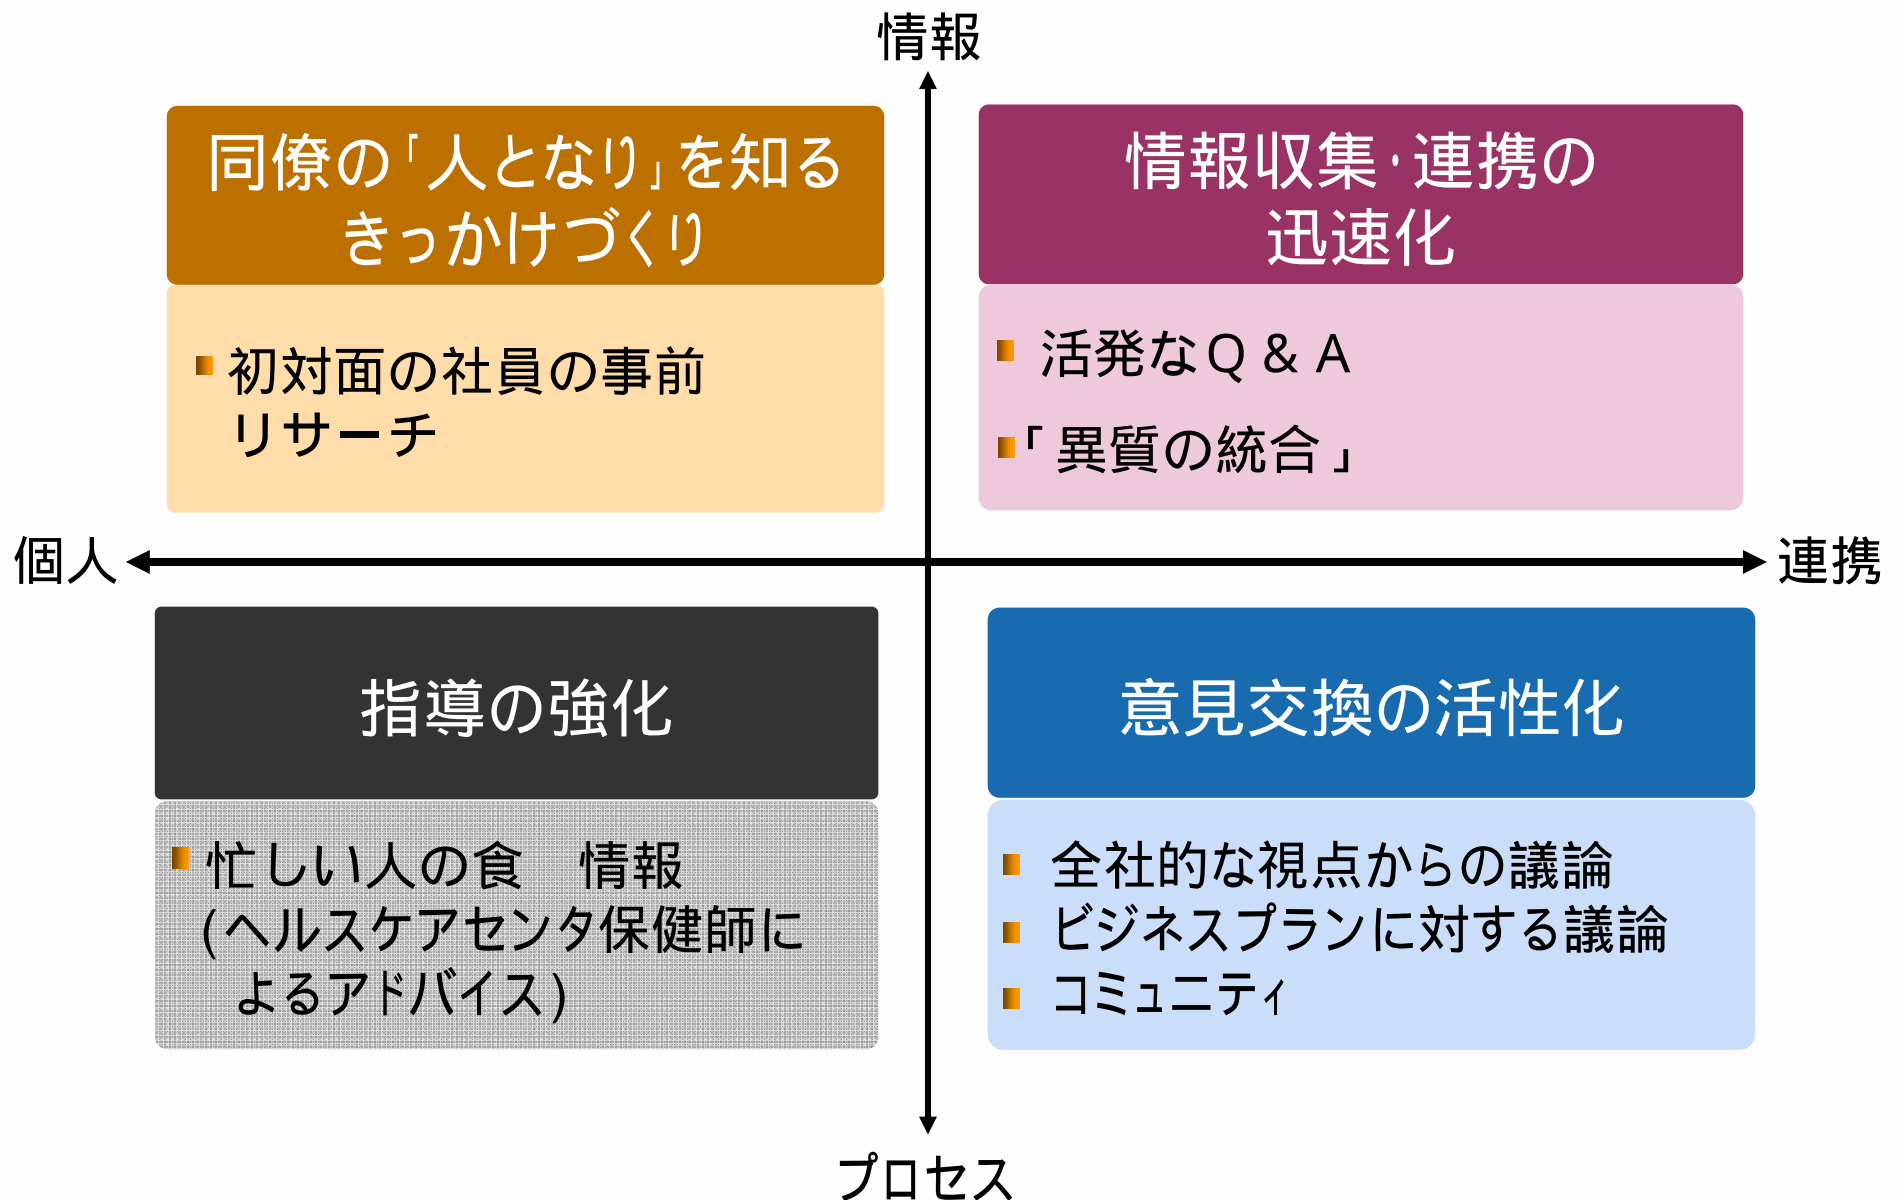 情報
同僚の「人となり」を知る
きっかけづくり
初対面の社員の事前
リサーチ
情報収集･連携の
迅速化
活発なＱ＆Ａ
「異質の統合」
個人
連携
指導の強化
忙しい人の食　情報
(ヘルスケアセンタ保健師に
よるアドバイス)
意見交換の活性化
全社的な視点からの議論
ビジネスプランに対する議論
コミュニティ
プロセス